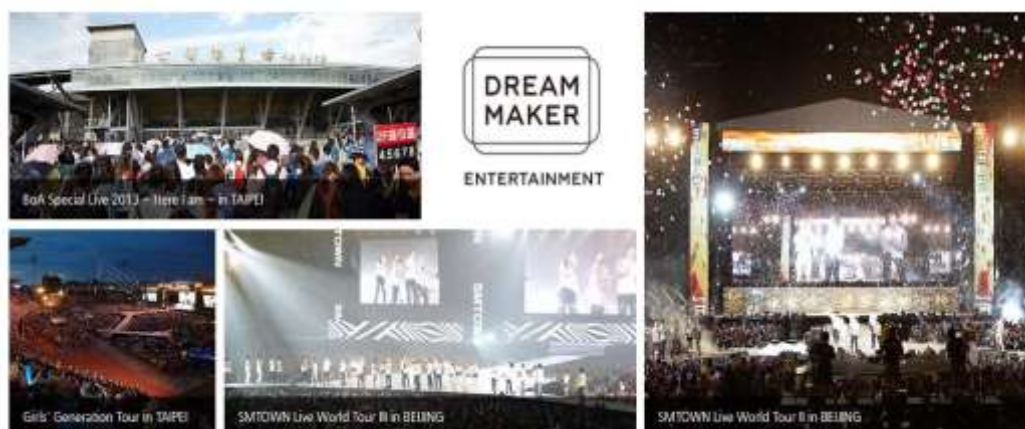 BoA Special Live 2013 – Here I am – in TAIPEI
DREAM
MAKER
ENTERTAINMENT
45678
Girls' Generation Tour in TAIPEI
SMTOWN Live World Tour III in BEIJING
SMTOWN Live World Tour II in BEIJING